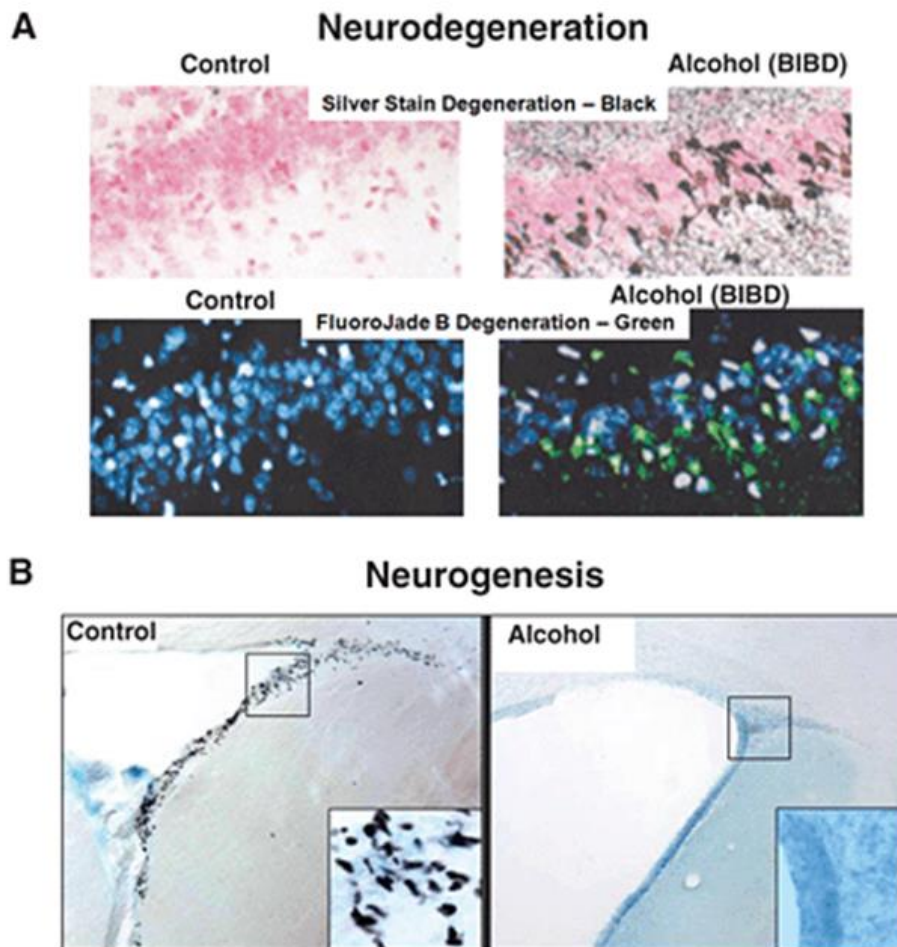 A
Neurodegeneration
Control
Alcohol (BIBD)
Silver Stain Degeneration – Black
Control
Alcohol (BIBD)
FluoroJade B Degeneration – Green
B
Neurogenesis
Control
Alcohol